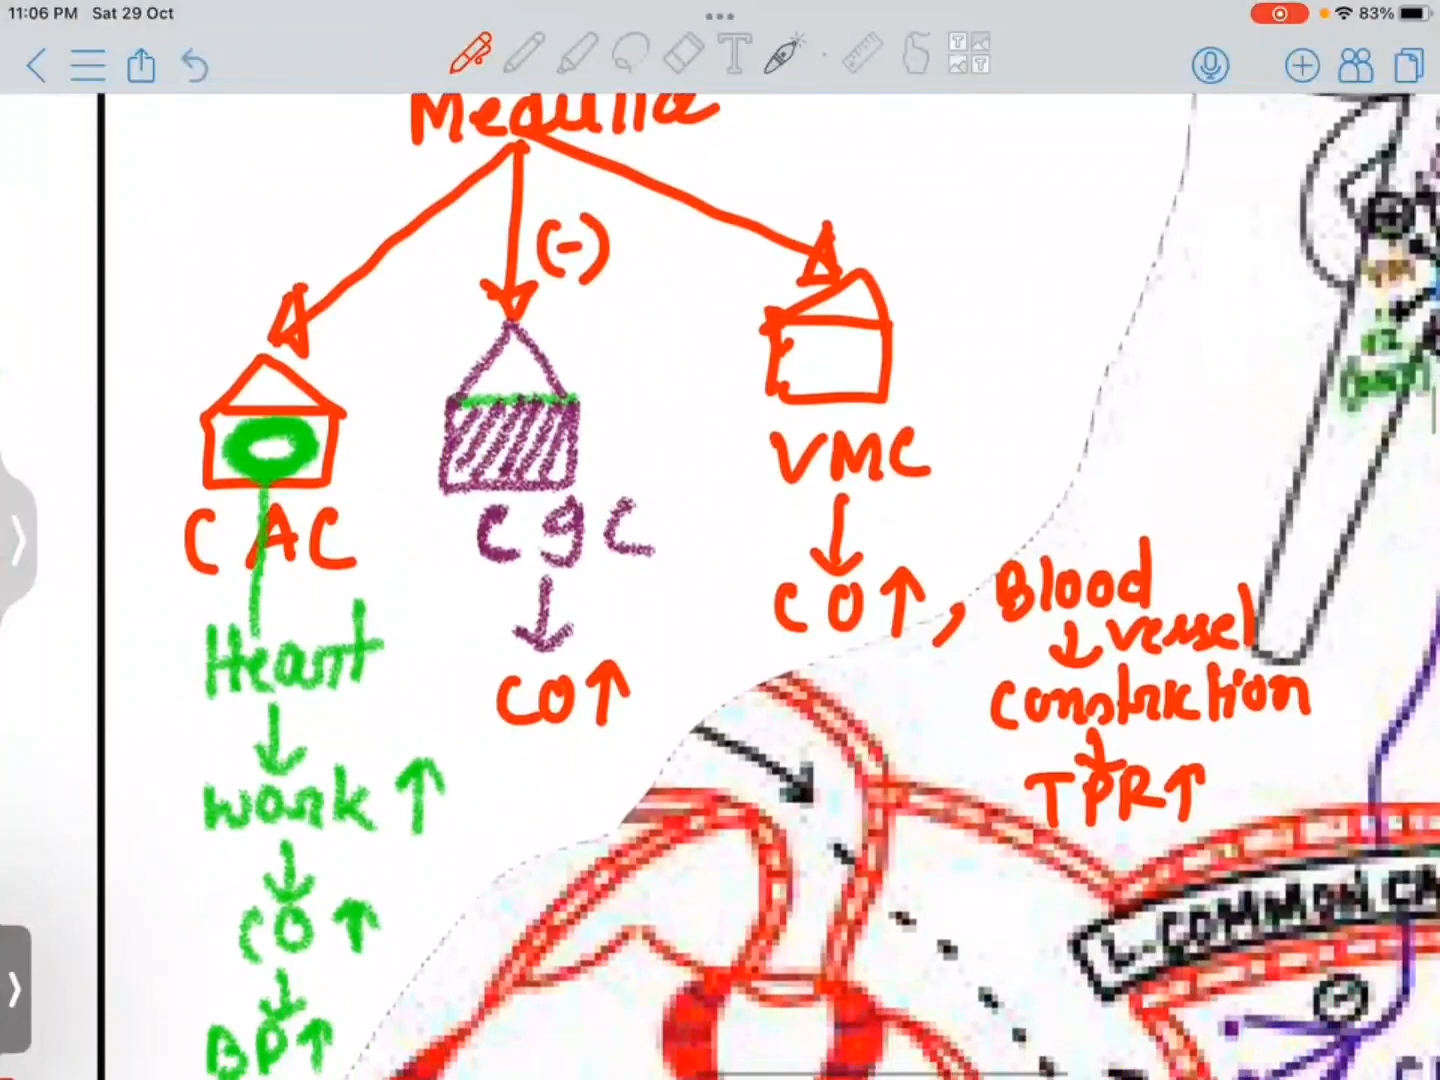 11:06 PM Sat 29 Oct
83%
Medulla
(-)
CAC
CgC
VMC
Heart
work ↑
CO ↑
BP↑
CO↑
CO↑, Blood
vessel
constriction
TPR↑
L. COMMON CA